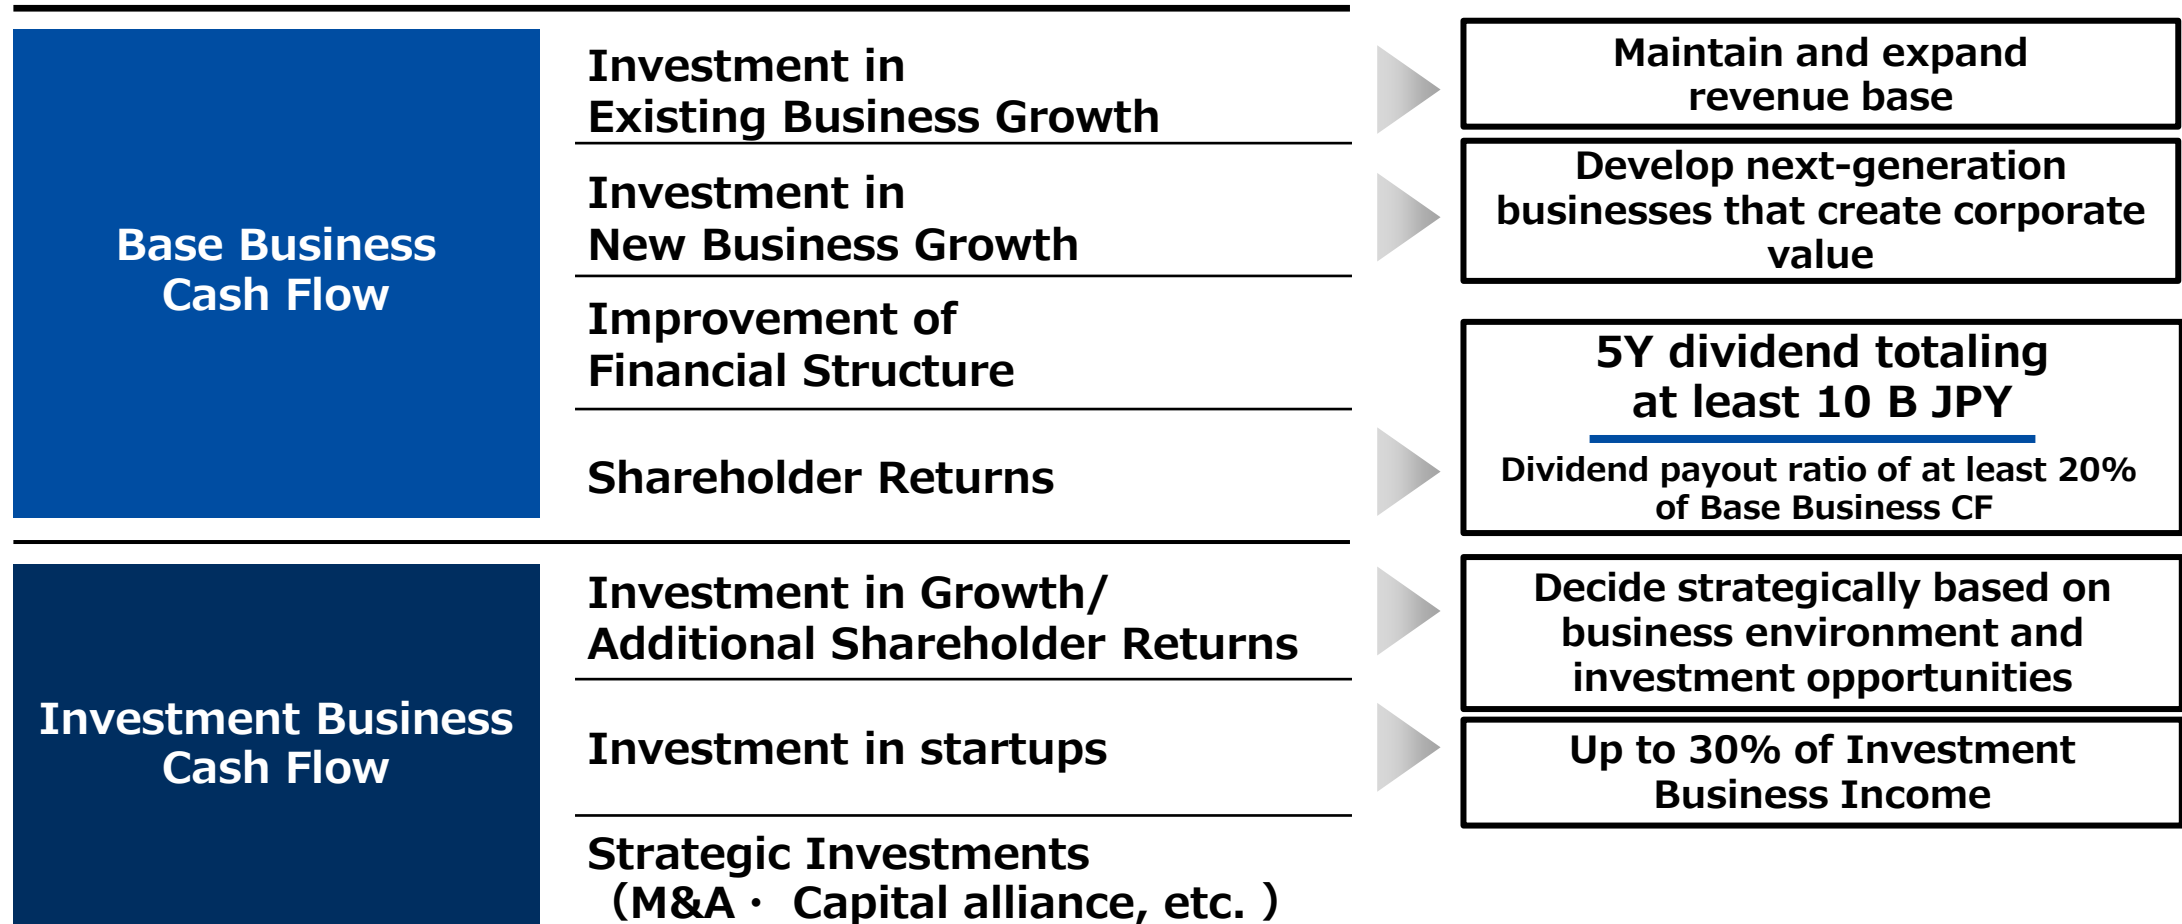 Base Business
Cash Flow
Investment in
Existing Business Growth
Maintain and expand
revenue base
Investment in
New Business Growth
Develop next-generation
businesses that create corporate
value
Improvement of
Financial Structure
Shareholder Returns
5Y dividend totaling
at least 10 B JPY
Dividend payout ratio of at least 20%
of Base Business CF
Investment Business
Cash Flow
Investment in Growth/
Additional Shareholder Returns
Decide strategically based on
business environment and
investment opportunities
Investment in startups
Up to 30% of Investment
Business Income
Strategic Investments
（M&A・ Capital alliance, etc. ）